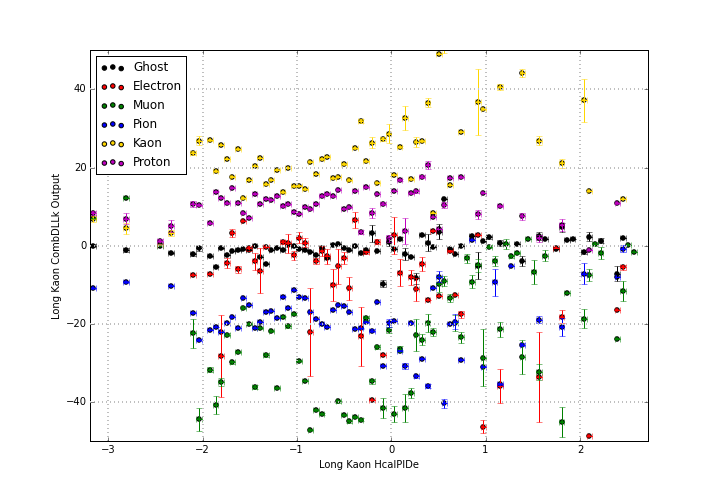 Long Kaon CombDLLk Output
40
20
0
−20
−40
Ghost
Electron
Muon
Pion
Kaon
Proton
−3
−2
−1
0
1
2
Long Kaon HcalPIDe